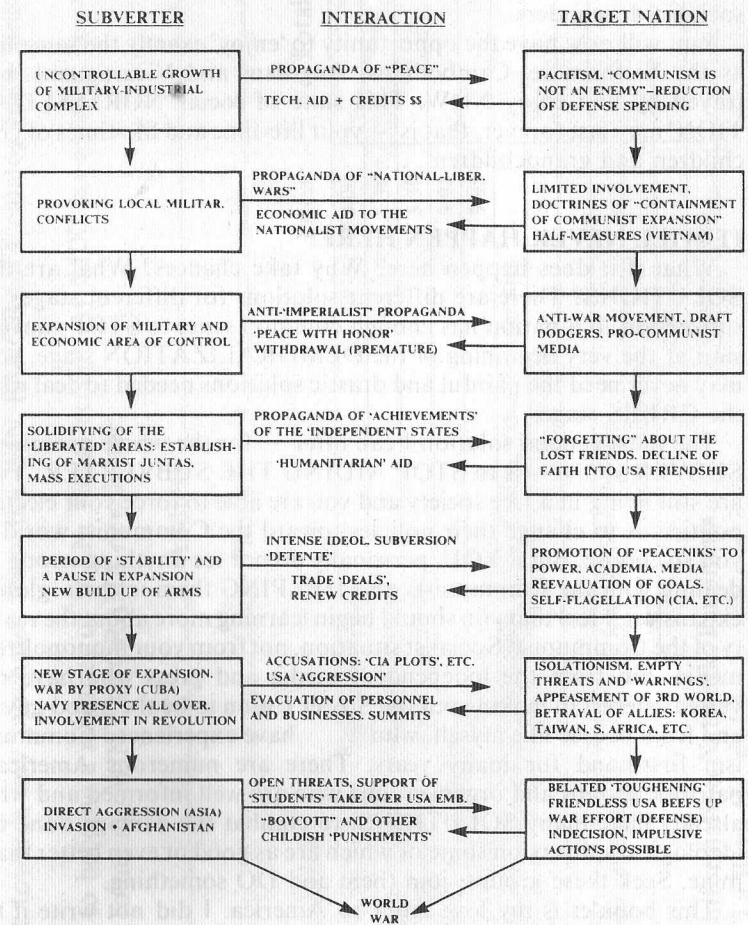 SUBVERTER
INTERACTION
TARGET NATION
UNCONTROLLABLE GROWTH
OF MILITARY-INDUSTRIAL
COMPLEX
PROPAGANDA OF "PEACE"
TECH. AID + CREDITS $$
PACIFISM, "COMMUNISM IS
NOT AN ENEMY"–REDUCTION
OF DEFENSE SPENDING
PROVOKING LOCAL MILITAR.
CONFLICTS
PROPAGANDA OF "NATIONAL-LIBER.
WARS"
ECONOMIC AID TO THE
NATIONALIST MOVEMENTS
LIMITED INVOLVEMENT,
DOCTRINES OF "CONTAINMENT
OF COMMUNIST EXPANSION"
HALF-MEASURES (VIETNAM)
EXPANSION OF MILITARY AND
ECONOMIC AREA OF CONTROL
ANTI-'IMPERIALIST' PROPAGANDA
'PEACE WITH HONOR'
WITHDRAWAL (PREMATURE)
ANTI-WAR MOVEMENT, DRAFT
DODGERS, PRO-COMMUNIST
MEDIA
SOLIDIFYING OF THE
'LIBERATED' AREAS: ESTABLISH-
ING OF MARXIST JUNTAS,
MASS EXECUTIONS
PROPAGANDA OF 'ACHIEVEMENTS'
OF THE 'INDEPENDENT' STATES
'HUMANITARIAN' AID
"FORGETTING" ABOUT THE
LOST FRIENDS. DECLINE OF
FAITH INTO USA FRIENDSHIP
PERIOD OF 'STABILITY' AND
A PAUSE IN EXPANSION
NEW BUILD UP OF ARMS
INTENSE IDEOL. SUBVERSION
'DETENTE'
TRADE 'DEALS',
RENEW CREDITS
PROMOTION OF 'PEACENIKS' TO
POWER, ACADEMIA, MEDIA
REEVALUATION OF GOALS,
SELF-FLAGELLATION (CIA, ETC.)
NEW STAGE OF EXPANSION,
WAR BY PROXY (CUBA)
NAVY PRESENCE ALL OVER,
INVOLVEMENT IN REVOLUTION
ACCUSATIONS: 'CIA PLOTS', ETC.
USA 'AGGRESSION'
EVACUATION OF PERSONNEL
AND BUSINESSES. SUMMITS
ISOLATIONISM, EMPTY
THREATS AND 'WARNINGS',
APPEASEMENT OF 3RD WORLD,
BETRAYAL OF ALLIES: KOREA,
TAIWAN, S. AFRICA, ETC.
DIRECT AGGRESSION (ASIA)
INVASION • AFGHANISTAN
OPEN THREATS, SUPPORT OF
'STUDENTS' TAKE OVER USA EMB.
"BOYCOTT" AND OTHER
CHILDISH 'PUNISHMENTS'
BELATED 'TOUGHENING'
FRIENDLESS USA BEEFS UP
WAR EFFORT (DEFENSE)
INDECISION, IMPULSIVE
ACTIONS POSSIBLE
WORLD
WAR